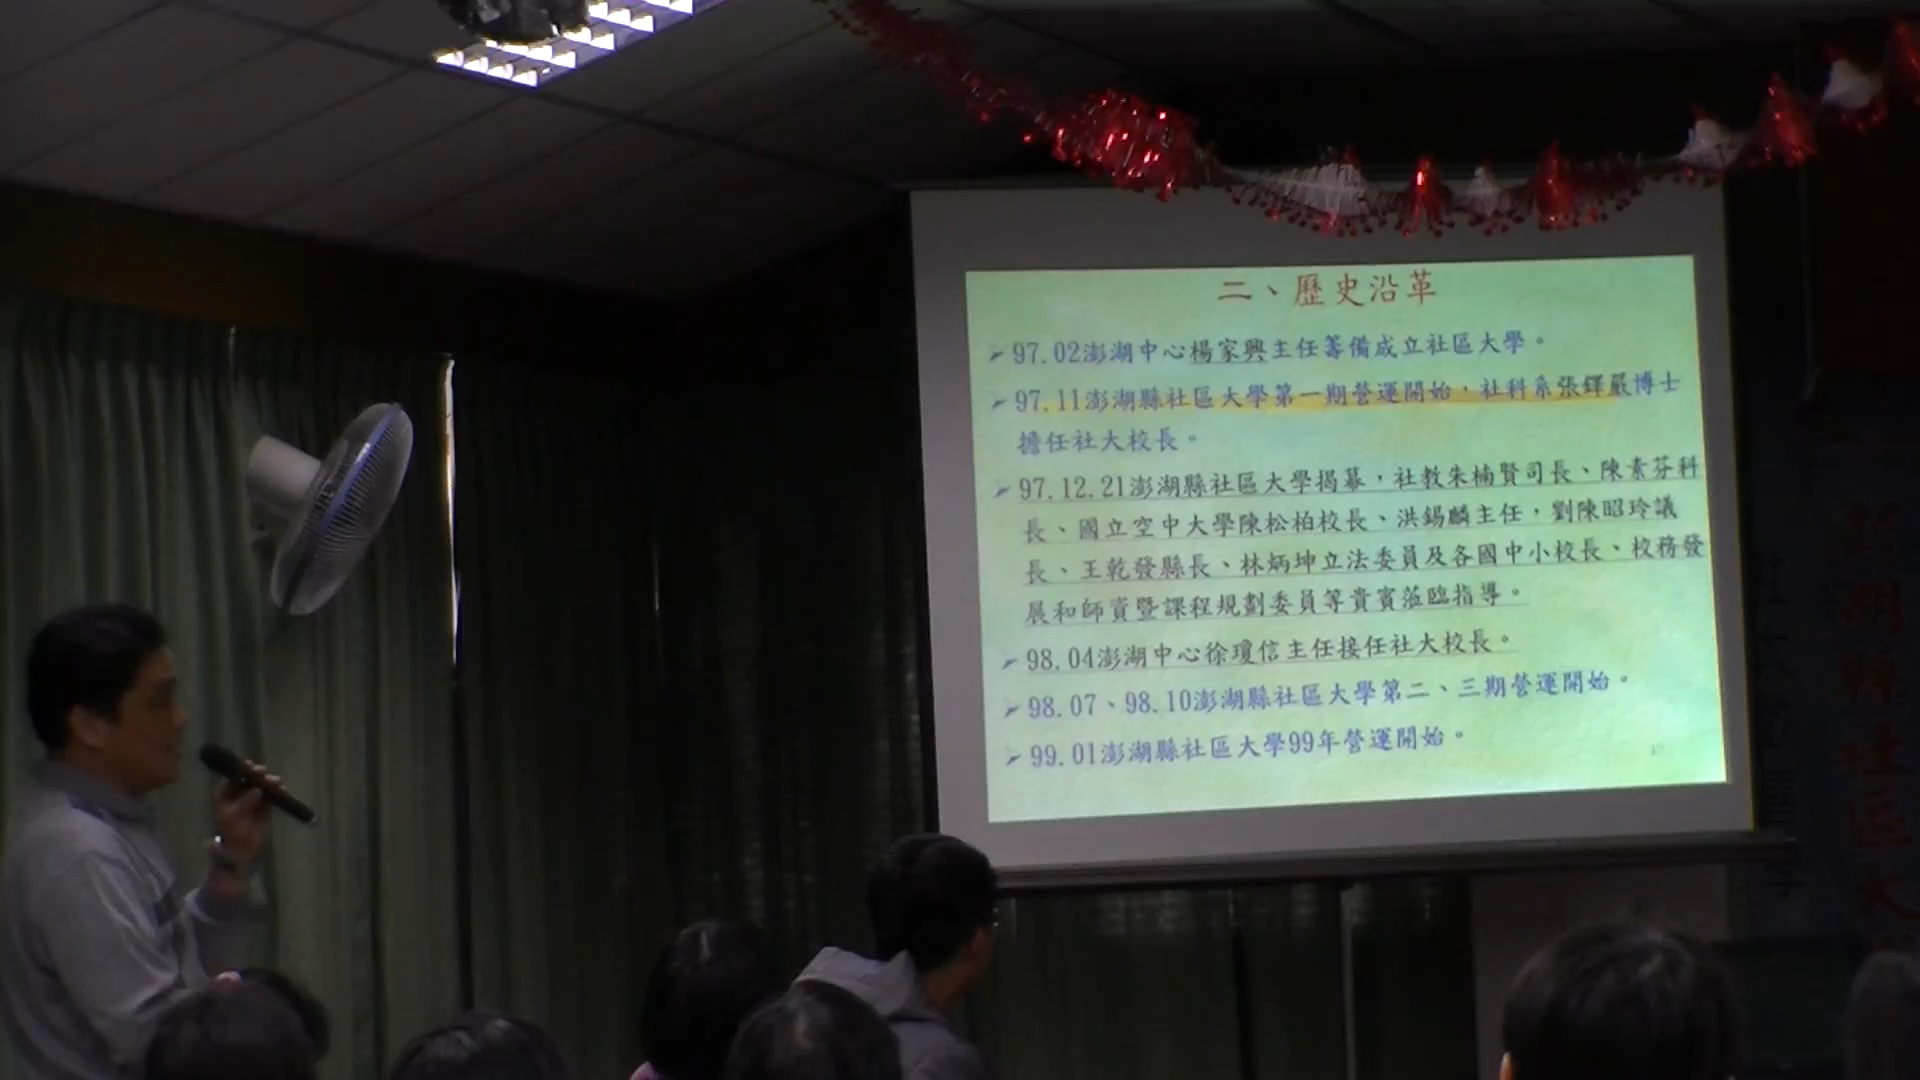 二、歷史沿革
➢97.02澎湖中心楊家興主任籌備成立社區大學。
➢97.11澎湖縣社區大學第一期營運開始，社科系張鐸嚴博士
擔任社大校長。
➢97.12.21澎湖縣社區大學揭幕，社教朱楠賢司長、陳素芬科
長、國立空中大學陳松柏校長、洪錫麟主任，劉陳昭玲議
長、王乾發縣長、林炳坤立法委員及各國中小校長、校務發
展和師資暨課程規劃委員等貴賓蒞臨指導。
➢98.04澎湖中心徐瓊信主任接任社大校長。
➢98.07、98.10澎湖縣社區大學第二、三期營運開始。
➢99.01澎湖縣社區大學99年營運開始。
澎湖縣社區大